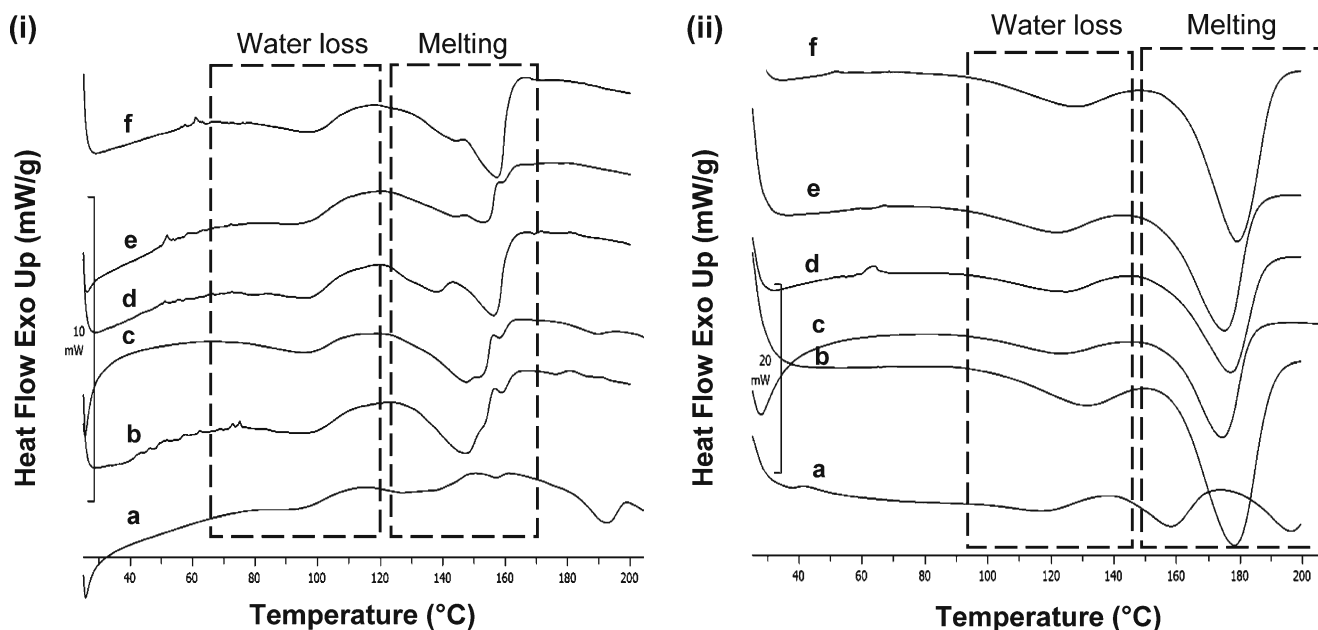 (i)
Water loss Melting
f
e
d
c
b
a
10
mW
Heat Flow Exo Up (mW/g)
40 60 80 100 120 140 160 180 200
Temperature (°C)
(ii)
Water loss Melting
f
e
d
c
b
a
20
mW
Heat Flow Exo Up (mW/g)
40 60 80 100 120 140 160 180 200
Temperature (°C)